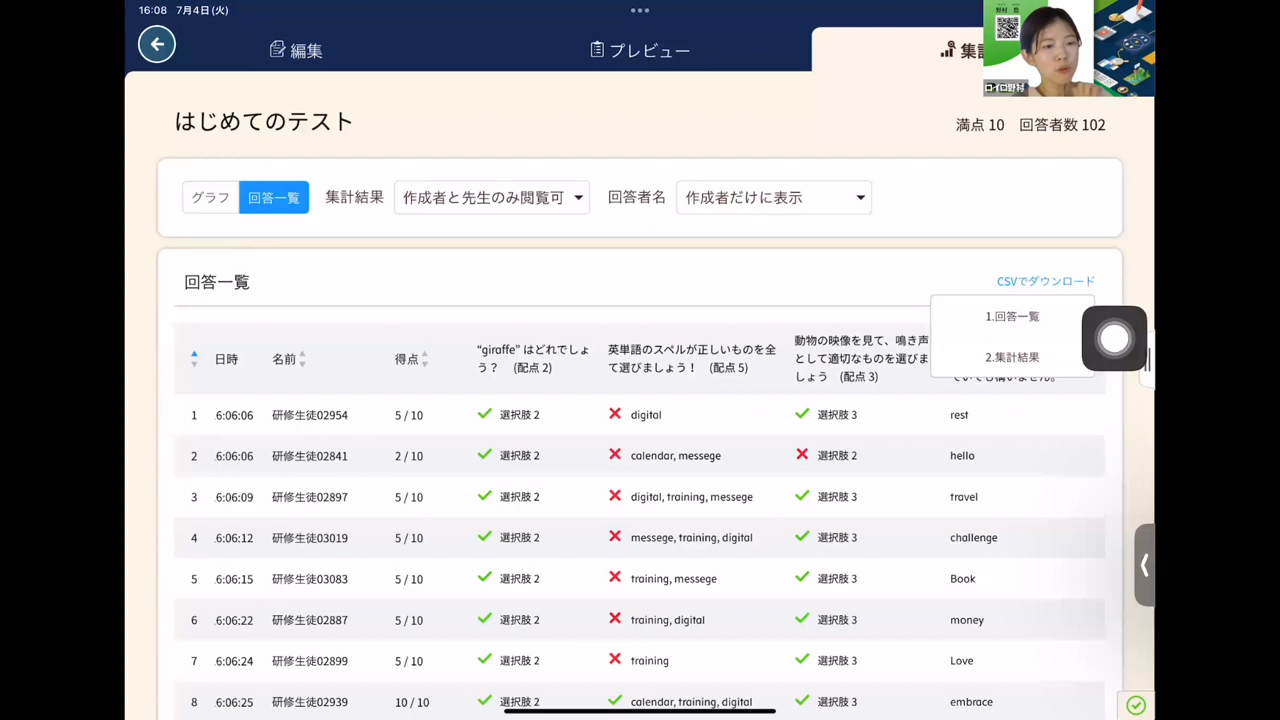 16:08 7月4日(火)
野村 悠
編集
プレビュー
ロイロ野村
はじめてのテスト
満点 10 回答者数 102
グラフ 回答一覧 集計結果 作成者と先生のみ閲覧可 回答者名 作成者だけに表示
回答一覧
CSVでダウンロード
1.回答一覧
2.集計結果
日時 名前 得点
“giraffe” はどれでしょ
う? (配点 2)
英単語のスペルが正しいものを全
て選びましょう! (配点 5)
動物の映像を見て、鳴き声
として適切なものを選びま
しょう (配点 3)
ていても構いません。
1 6:06:06 研修生徒02954 5 / 10 選択肢 2 digital 選択肢 3 rest
2 6:06:06 研修生徒02841 2 / 10 選択肢 2 calendar, messege 選択肢 2 hello
3 6:06:09 研修生徒02897 5 / 10 選択肢 2 digital, training, messege 選択肢 3 travel
4 6:06:12 研修生徒03019 5 / 10 選択肢 2 messege, training, digital 選択肢 3 challenge
5 6:06:15 研修生徒03083 5 / 10 選択肢 2 training, messege 選択肢 3 Book
6 6:06:22 研修生徒02887 5 / 10 選択肢 2 training, digital 選択肢 3 money
7 6:06:24 研修生徒02899 5 / 10 選択肢 2 training 選択肢 3 Love
8 6:06:25 研修生徒02939 10 / 10 選択肢 2 calendar, training, digital 選択肢 3 embrace